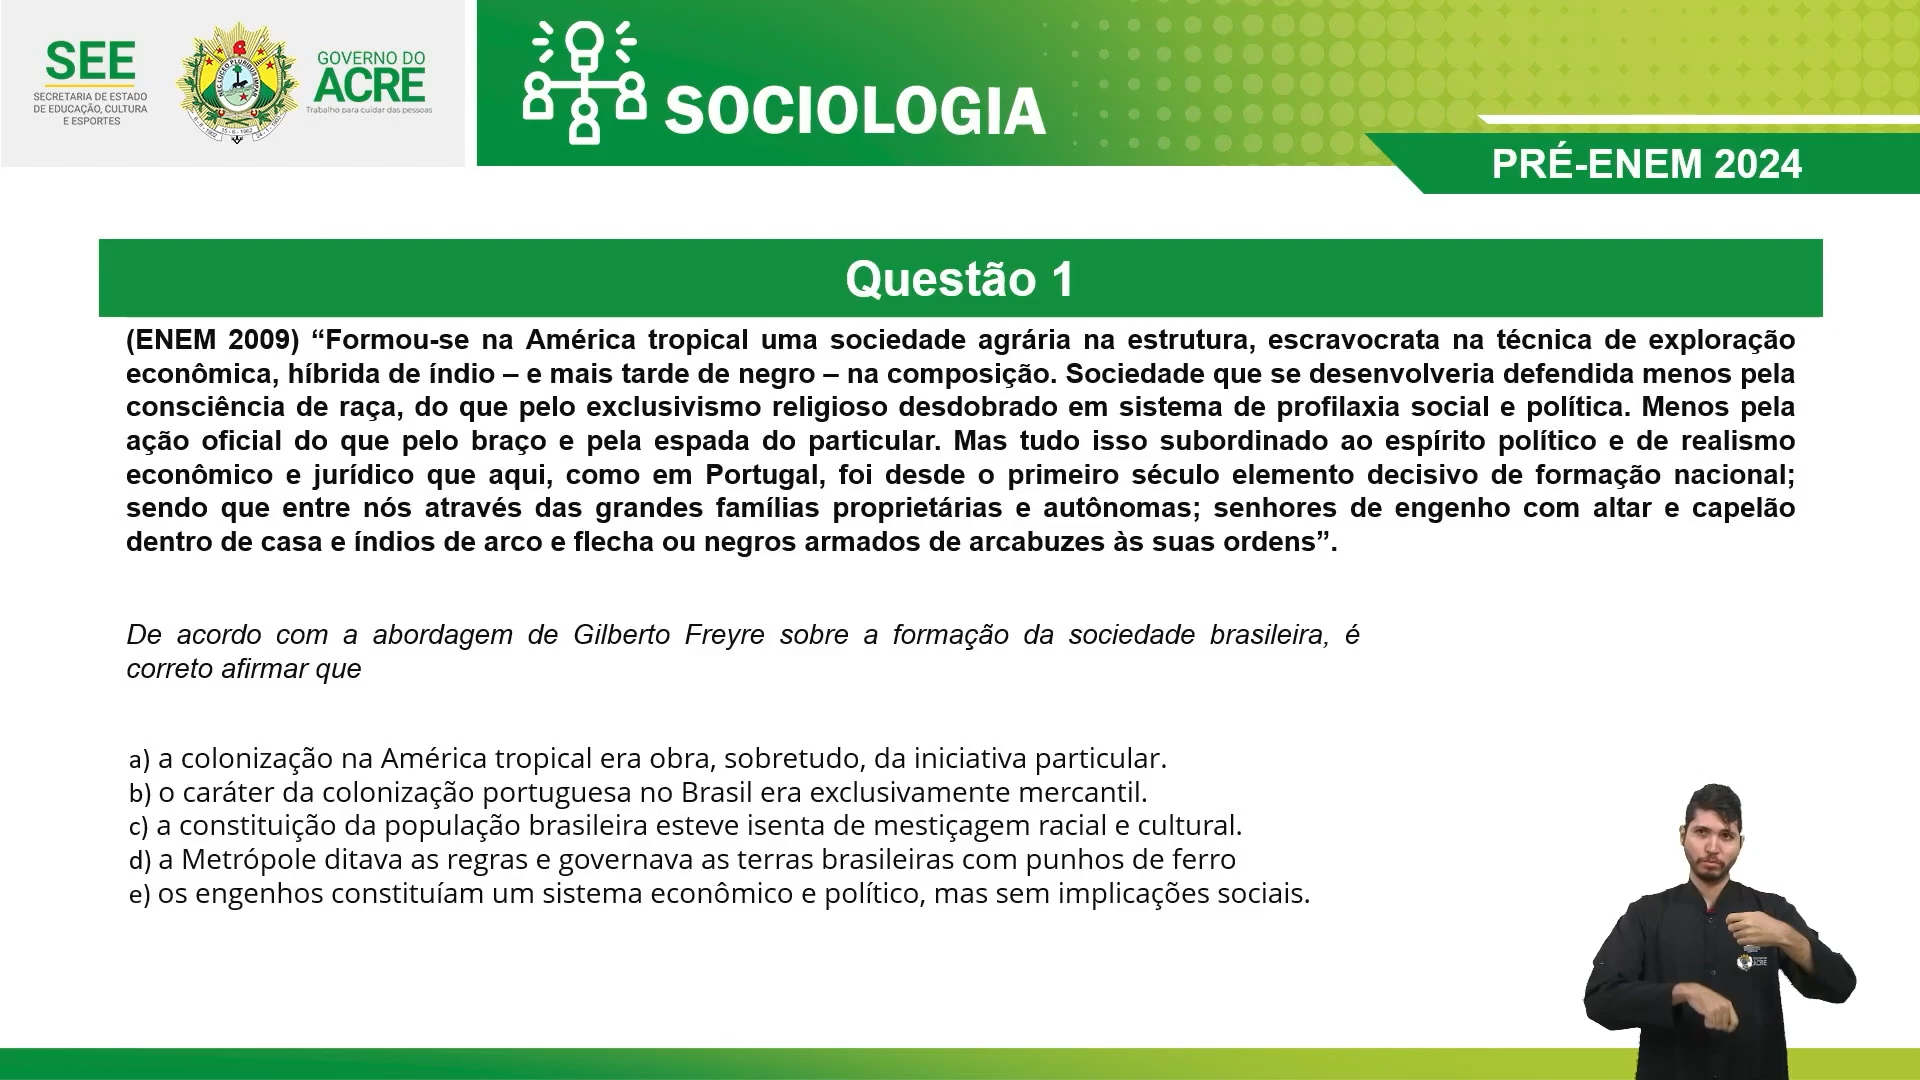 SEE
SECRETARIA DE ESTADO
DE EDUCAÇÃO, CULTURA
E ESPORTES
GOVERNO DO
ACRE
Trabalho para cuidar das pessoas
SOCIOLOGIA
PRÉ-ENEM 2024
Questão 1
(ENEM 2009) “Formou-se na América tropical uma sociedade agrária na estrutura, escravocrata na técnica de exploração
econômica, híbrida de índio – e mais tarde de negro – na composição. Sociedade que se desenvolveria defendida menos pela
consciência de raça, do que pelo exclusivismo religioso desdobrado em sistema de profilaxia social e política. Menos pela
ação oficial do que pelo braço e pela espada do particular. Mas tudo isso subordinado ao espírito político e de realismo
econômico e jurídico que aqui, como em Portugal, foi desde o primeiro século elemento decisivo de formação nacional;
sendo que entre nós através das grandes famílias proprietárias e autônomas; senhores de engenho com altar e capelão
dentro de casa e índios de arco e flecha ou negros armados de arcabuzes às suas ordens”.
De acordo com a abordagem de Gilberto Freyre sobre a formação da sociedade brasileira, é
correto afirmar que
a) a colonização na América tropical era obra, sobretudo, da iniciativa particular.
b) o caráter da colonização portuguesa no Brasil era exclusivamente mercantil.
c) a constituição da população brasileira esteve isenta de mestiçagem racial e cultural.
d) a Metrópole ditava as regras e governava as terras brasileiras com punhos de ferro
e) os engenhos constituíam um sistema econômico e político, mas sem implicações sociais.
ACRE